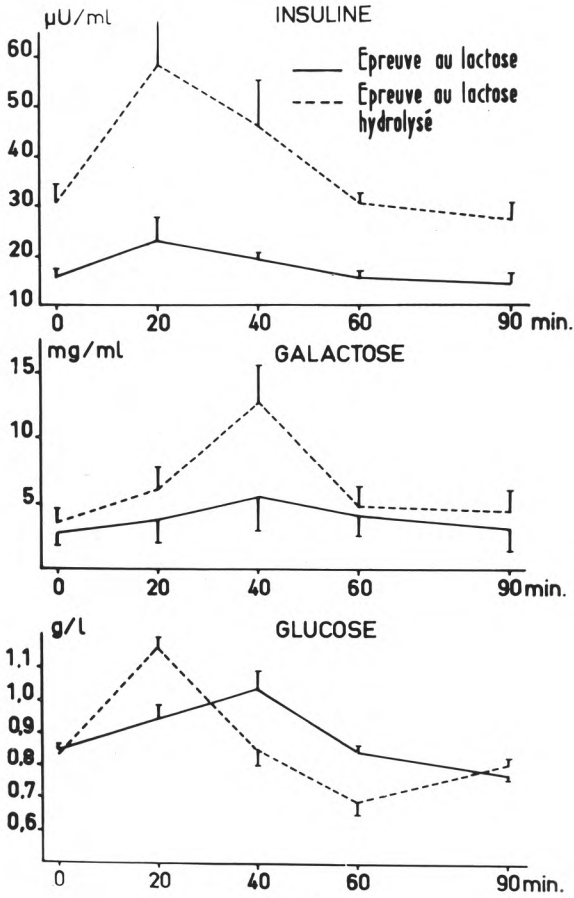 µU/ml INSULINE
60
50
40
30
20
10
Epreuve au lactose
Epreuve au lactose
hydrolysé
0 20 40 60 90 min.
mg/ml GALACTOSE
15
10
5
0 20 40 60 90 min.
g/l GLUCOSE
1,1
1,0
0,9
0,8
0,7
0,6
0 20 40 60 90 min.